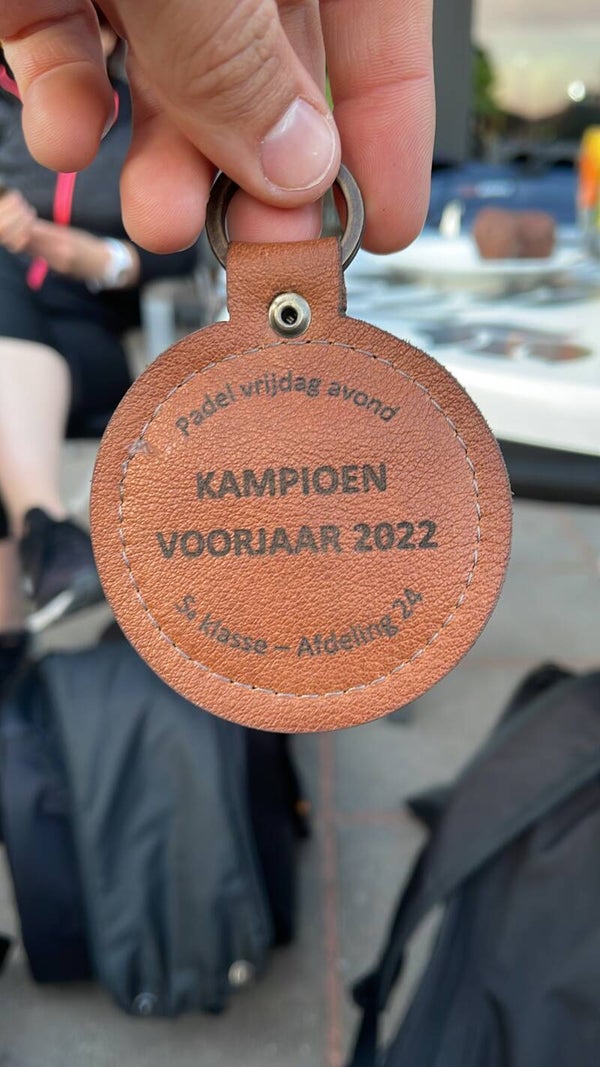 Padel vrijdag avond
KAMPIOEN
VOORJAAR 2022
5e klasse – Afdeling 24